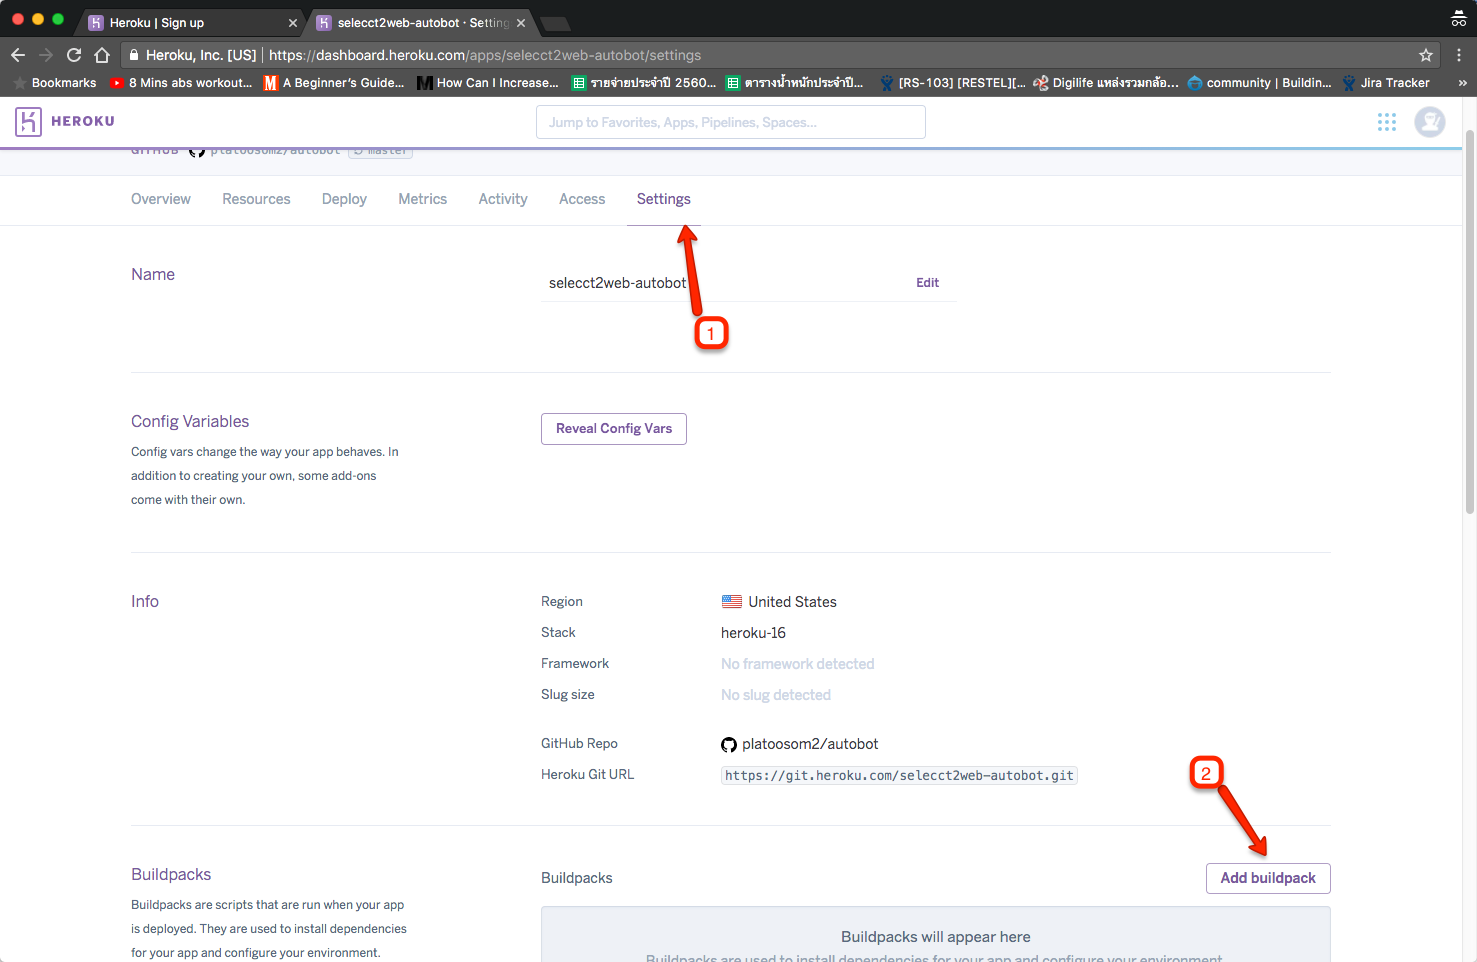 Heroku | Sign up
selecct2web-autobot · Setting
Heroku, Inc. [US] | https://dashboard.heroku.com/apps/selecct2web-autobot/settings
Bookmarks 8 Mins abs workout... A Beginner's Guide... How Can I Increase... รายจ่ายประจำปี 2560... ตารางน้ำหนักประจำปี... [RS-103] [RESTEL][... Digilife แหล่งรวมกล้อ... community | Buildin... Jira Tracker »
HEROKU
Jump to Favorites, Apps, Pipelines, Spaces...
GITHUB platoosom2/autobot master
Overview Resources Deploy Metrics Activity Access Settings
Name
selecct2web-autobot
Edit
1
Config Variables
Reveal Config Vars
Config vars change the way your app behaves. In
addition to creating your own, some add-ons
come with their own.
Info
Region United States
Stack heroku-16
Framework No framework detected
Slug size No slug detected
GitHub Repo platoosom2/autobot
Heroku Git URL https://git.heroku.com/selecct2web-autobot.git
2
Buildpacks
Buildpacks
Add buildpack
Buildpacks are scripts that are run when your app
is deployed. They are used to install dependencies
for your app and configure your environment.
Buildpacks will appear here
Buildpacks are used to install dependencies for your app and configure your environment